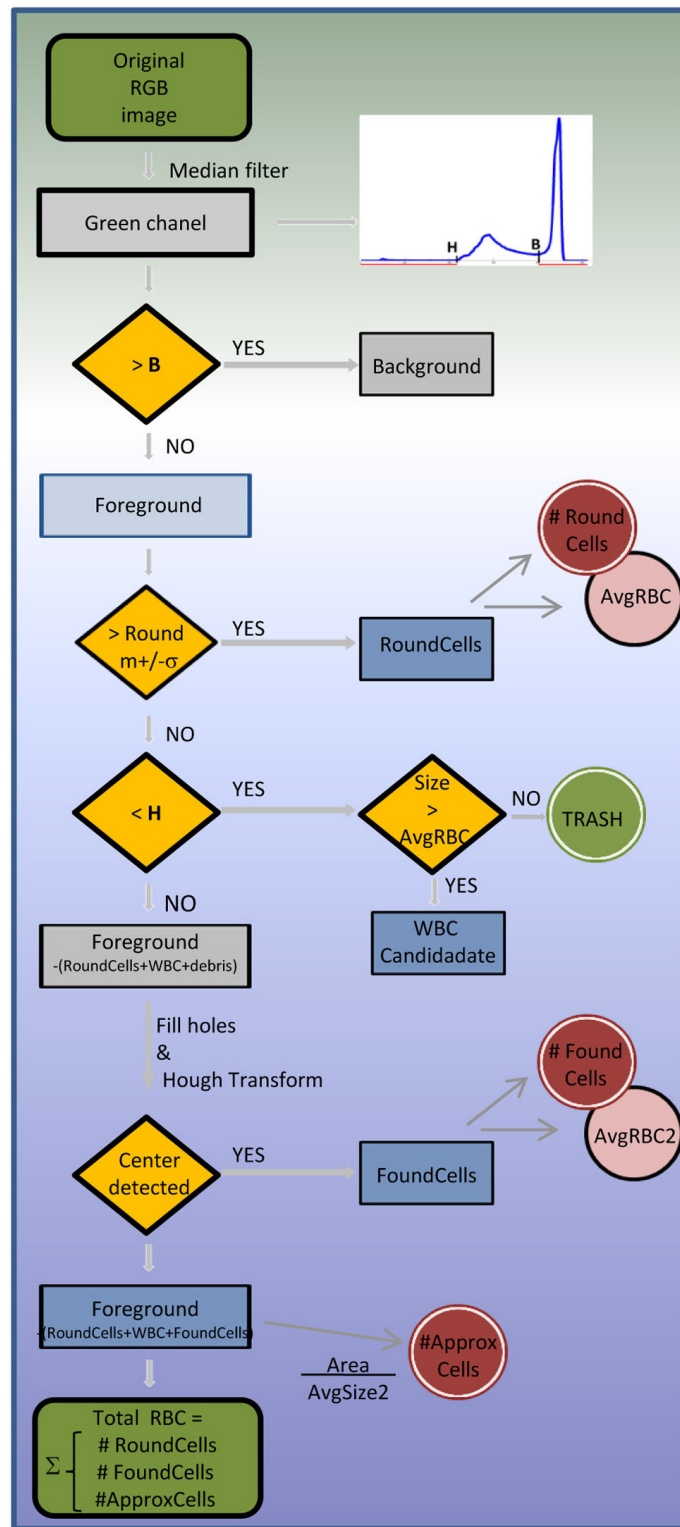 Original
RGB
image
Median filter
Green chanel
H
B
> B
YES
Background
NO
Foreground
> Round
m+/-σ
YES
RoundCells
# Round
Cells
AvgRBC
NO
< H
YES
Size
>
AvgRBC
NO
TRASH
YES
WBC
Candidadate
NO
Foreground
-(RoundCells+WBC+debris)
Fill holes
&
Hough Transform
Center
detected
YES
FoundCells
# Found
Cells
AvgRBC2
Foreground
-(RoundCells+WBC+FoundCells)
Area
AvgSize2
#Approx
Cells
Total RBC =
Σ
# RoundCells
# FoundCells
#ApproxCells